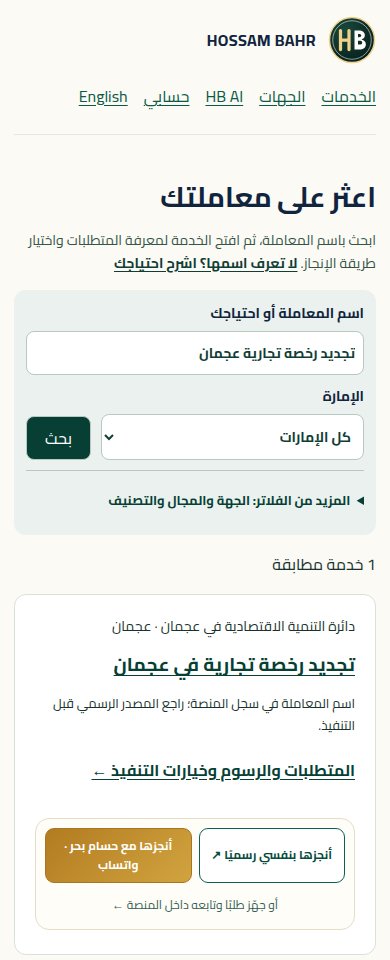 HB HOSSAM BAHR
الخدمات الجهات HB AI حسابي English
اعثر على معاملتك
ابحث باسم المعاملة، ثم افتح الخدمة لمعرفة المتطلبات واختيار
طريقة الإنجاز. لا تعرف اسمها؟ اشرح احتياجك
اسم المعاملة أو احتياجك
تجديد رخصة تجارية عجمان
الإمارة
كل الإمارات
بحث
المزيد من الفلاتر: الجهة والمجال والتصنيف
1 خدمة مطابقة
دائرة التنمية الاقتصادية في عجمان · عجمان
تجديد رخصة تجارية في عجمان
اسم المعاملة في سجل المنصة؛ راجع المصدر الرسمي قبل
التنفيذ.
المتطلبات والرسوم وخيارات التنفيذ ←
أنجزها بنفسي رسميًا ↗
أنجزها مع حسام بحر ·
واتساب
أو جهّز طلبًا وتابعه داخل المنصة ←